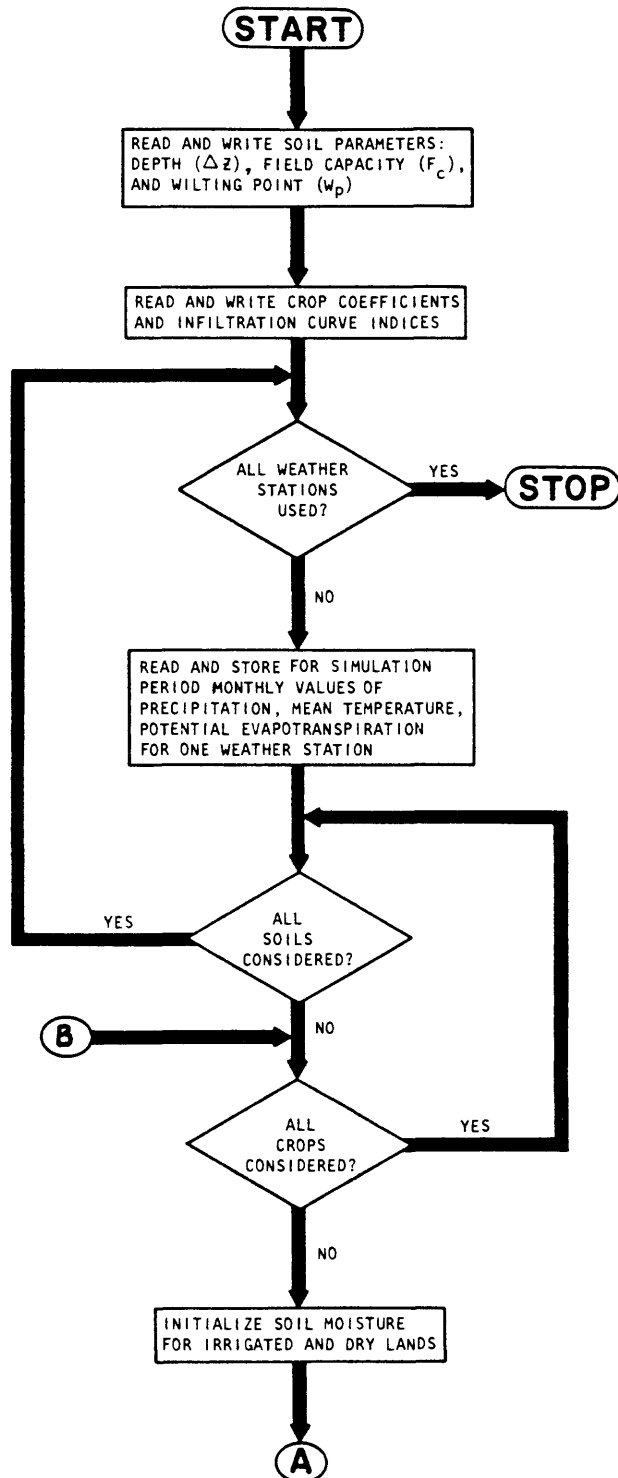 START
READ AND WRITE SOIL PARAMETERS:
DEPTH (ΔZ), FIELD CAPACITY (Fc),
AND WILTING POINT (Wp)
READ AND WRITE CROP COEFFICIENTS
AND INFILTRATION CURVE INDICES
ALL WEATHER
STATIONS
USED?
YES
STOP
NO
READ AND STORE FOR SIMULATION
PERIOD MONTHLY VALUES OF
PRECIPITATION, MEAN TEMPERATURE,
POTENTIAL EVAPOTRANSPIRATION
FOR ONE WEATHER STATION
YES
ALL
SOILS
CONSIDERED?
NO
B
ALL
CROPS
CONSIDERED?
YES
NO
INITIALIZE SOIL MOISTURE
FOR IRRIGATED AND DRY LANDS
A